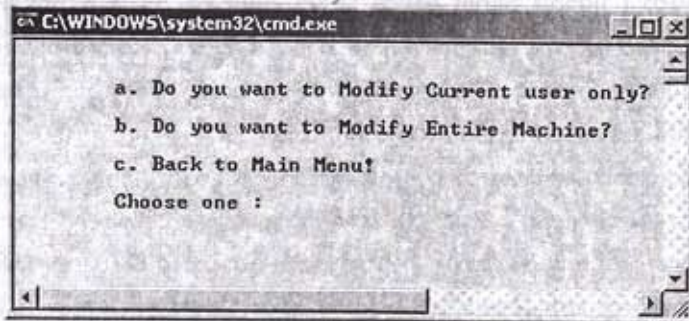 C:\WINDOWS\system32\cmd.exe
a. Do you want to Modify Current user only?
b. Do you want to Modify Entire Machine?
c. Back to Main Menu!
Choose one :